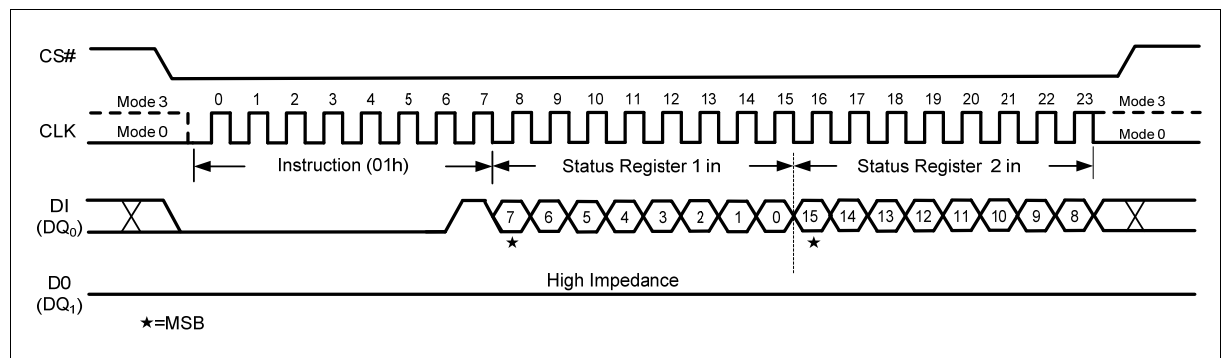 CS#
0 1 2 3 4 5 6 7 8 9 10 11 12 13 14 15 16 17 18 19 20 21 22 23
Mode 3 Mode 3
CLK Mode 0 Mode 0
Instruction (01h) Status Register 1 in Status Register 2 in
DI
(DQ0)
7 6 5 4 3 2 1 0 15 14 13 12 11 10 9 8
★ ★
High Impedance
D0
(DQ1)
★=MSB